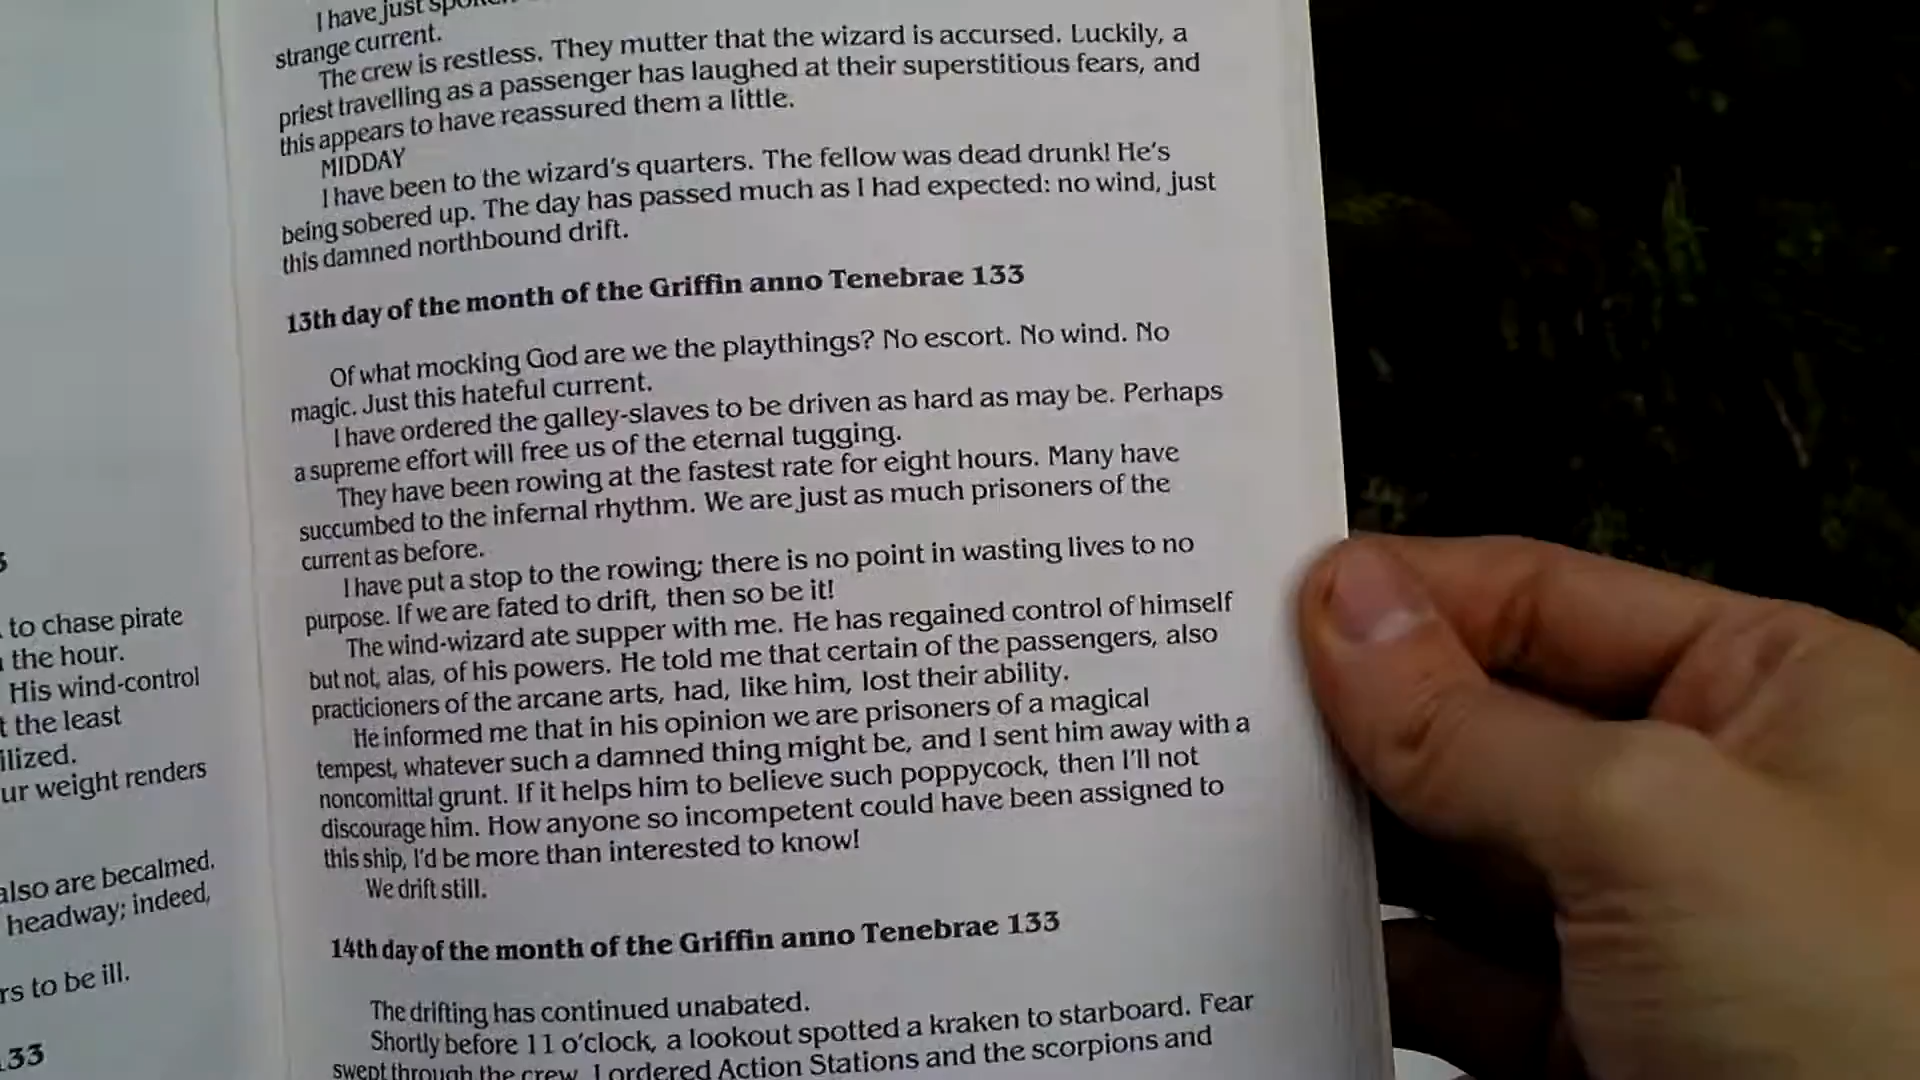 to chase pirate
the hour.
His wind-control
the least
ilized.
ur weight renders
also are becalmed.
headway; indeed,
rs to be ill.
33
I have just
strange current.
The crew is restless. They mutter that the wizard is accursed. Luckily, a
priest travelling as a passenger has laughed at their superstitious fears, and
this appears to have reassured them a little.
MIDDAY
I have been to the wizard's quarters. The fellow was dead drunk! He's
being sobered up. The day has passed much as I had expected: no wind, just
this damned northbound drift.
13th day of the month of the Griffin anno Tenebrae 133
Of what mocking God are we the playthings? No escort. No wind. No
magic. Just this hateful current.
I have ordered the galley-slaves to be driven as hard as may be. Perhaps
a supreme effort will free us of the eternal tugging.
They have been rowing at the fastest rate for eight hours. Many have
succumbed to the infernal rhythm. We are just as much prisoners of the
current as before.
I have put a stop to the rowing; there is no point in wasting lives to no
purpose. If we are fated to drift, then so be it!
The wind-wizard ate supper with me. He has regained control of himself
but not, alas, of his powers. He told me that certain of the passengers, also
practicioners of the arcane arts, had, like him, lost their ability.
He informed me that in his opinion we are prisoners of a magical
tempest, whatever such a damned thing might be, and I sent him away with a
noncomittal grunt. If it helps him to believe such poppycock, then I'll not
discourage him. How anyone so incompetent could have been assigned to
this ship, I'd be more than interested to know!
We drift still.
14th day of the month of the Griffin anno Tenebrae 133
The drifting has continued unabated.
Shortly before 11 o'clock, a lookout spotted a kraken to starboard. Fear
swept through the crew. I ordered Action Stations and the scorpions and